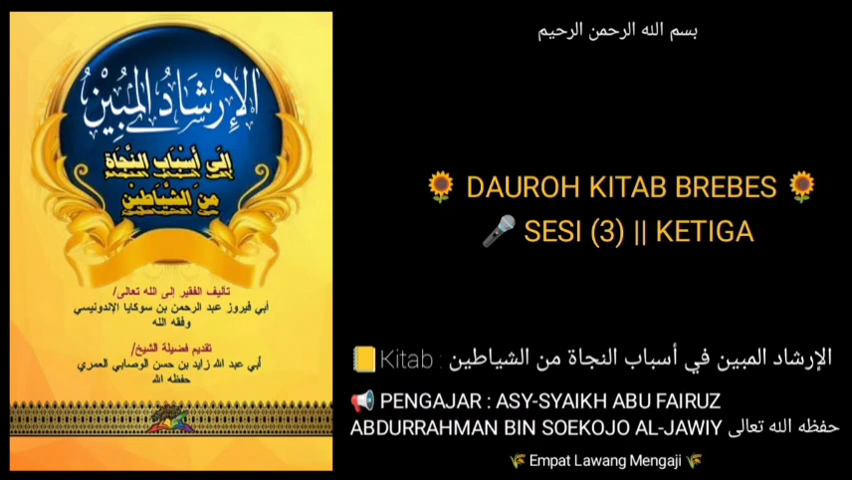 الإرشاد المبين
إلى أسباب النجاة
من الشياطين
تأليف الفقير إلى الله تعالى/
أبي فيروز عبد الرحمن بن سوكايا الإندونيسي
وفقه الله
تقديم فضيلة الشيخ/
أبي عبد الله زايد بن حسن الوصابي العمري
حفظه الله
بسم الله الرحمن الرحيم
🌻 DAUROH KITAB BREBES 🌻
🎤 SESI (3) || KETIGA
📒Kitab : الإرشاد المبين في أسباب النجاة من الشياطين
📢 PENGAJAR : ASY-SYAIKH ABU FAIRUZ
ABDURRAHMAN BIN SOEKOJO AL-JAWIY حفظه الله تعالى
🌾 Empat Lawang Mengaji 🌾